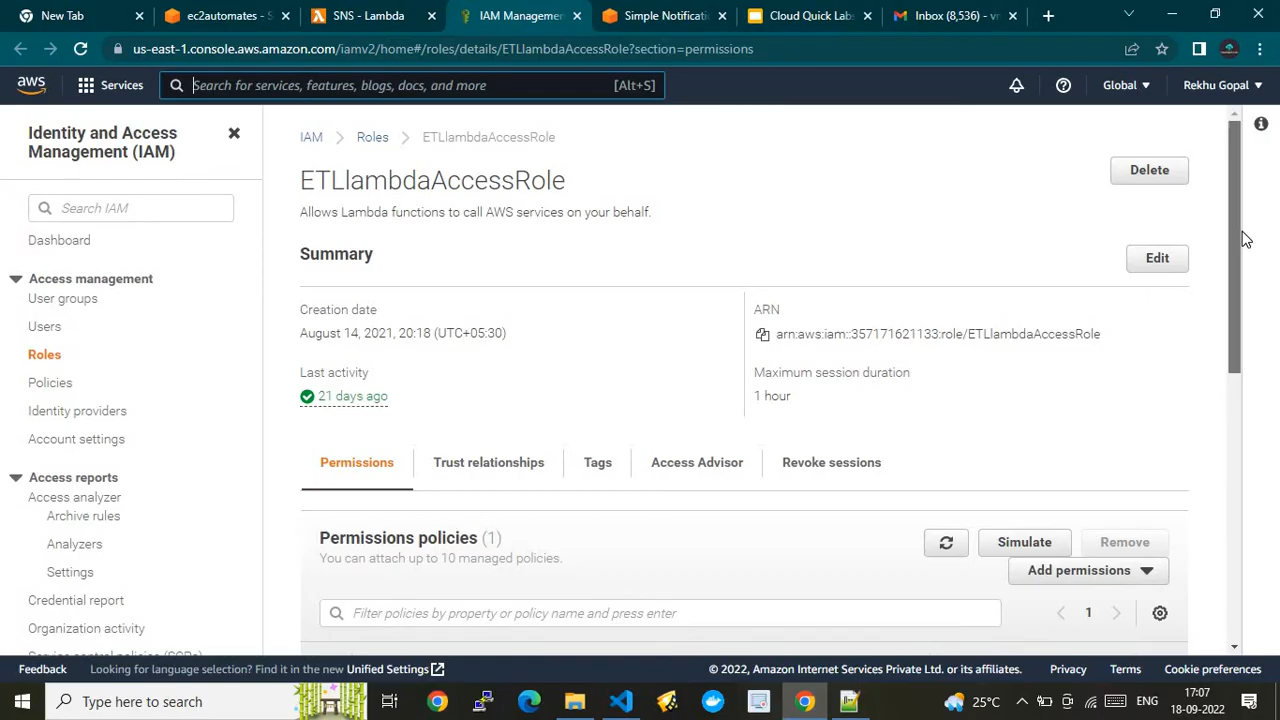 New Tab
ec2automates - S
SNS - Lambda
IAM Managemen
Simple Notificati
Cloud Quick Labs
Inbox (8,536) - vr
us-east-1.console.aws.amazon.com/iamv2/home#/roles/details/ETLlambdaAccessRole?section=permissions
aws
Services
Search for services, features, blogs, docs, and more
[Alt+S]
Global
Rekhu Gopal
Identity and Access
Management (IAM)
Search IAM
Dashboard
Access management
User groups
Users
Roles
Policies
Identity providers
Account settings
Access reports
Access analyzer
Archive rules
Analyzers
Settings
Credential report
Organization activity
Service control policies (SCPs)
IAM
Roles
ETLlambdaAccessRole
ETLlambdaAccessRole
Delete
Allows Lambda functions to call AWS services on your behalf.
Summary
Edit
Creation date
August 14, 2021, 20:18 (UTC+05:30)
ARN
arn:aws:iam::357171621133:role/ETLlambdaAccessRole
Last activity
21 days ago
Maximum session duration
1 hour
Permissions
Trust relationships
Tags
Access Advisor
Revoke sessions
Permissions policies (1)
You can attach up to 10 managed policies.
Simulate
Remove
Add permissions
Filter policies by property or policy name and press enter
1
Feedback
Looking for language selection? Find it in the new Unified Settings
© 2022, Amazon Internet Services Private Ltd. or its affiliates.
Privacy
Terms
Cookie preferences
Type here to search
25°C
ENG
17:07
18-09-2022